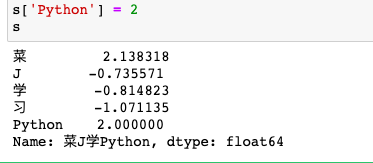 s['Python'] = 2
s
菜 2.138318
J -0.735571
学 -0.814823
习 -1.071135
Python 2.000000
Name: 菜J学Python, dtype: float64